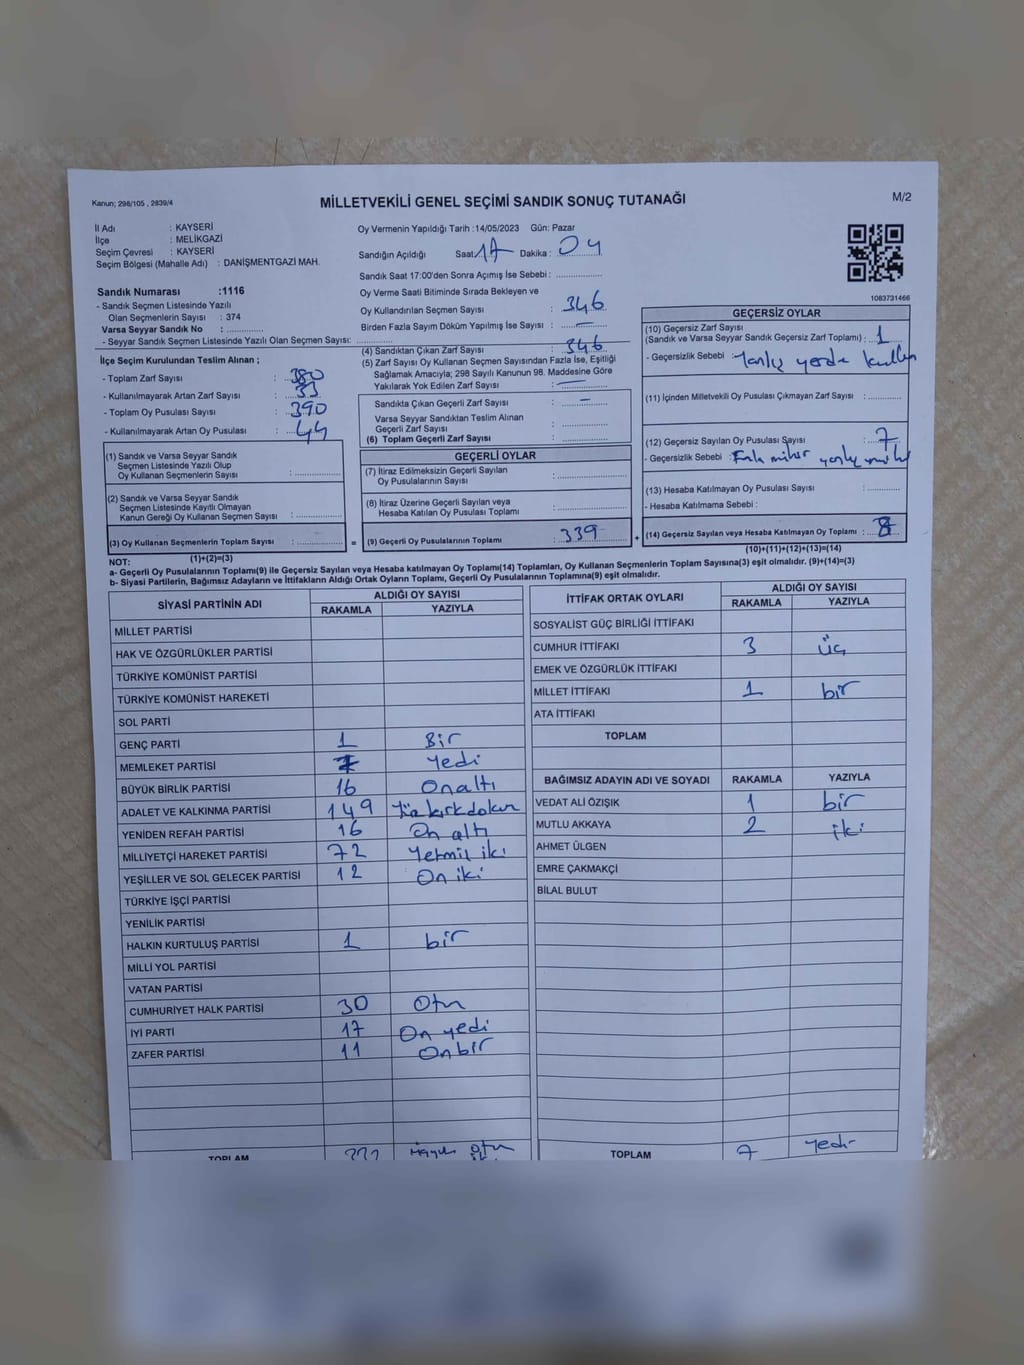 Kanun; 298/105 , 2839/4
MİLLETVEKİLİ GENEL SEÇİMİ SANDIK SONUÇ TUTANAĞI
M/2
İl Adı : KAYSERİ
İlçe : MELİKGAZİ
Seçim Çevresi : KAYSERİ
Seçim Bölgesi (Mahalle Adı) : DANİŞMENTGAZİ MAH.
Oy Vermenin Yapıldığı Tarih :14/05/2023 Gün: Pazar
Sandığın Açıldığı Saat 17 Dakika : 04
Sandık Saat 17:00'den Sonra Açımış İse Sebebi : ..............
1083731466
Sandık Numarası :1116
- Sandık Seçmen Listesinde Yazılı
Olan Seçmenlerin Sayısı : 374
Varsa Seyyar Sandık No : ..............
- Seyyar Sandık Seçmen Listesinde Yazılı Olan Seçmen Sayısı: ..............
Oy Verme Saati Bitiminde Sırada Bekleyen ve
Oy Kullandırılan Seçmen Sayısı : 346
Birden Fazla Sayım Döküm Yapılmış İse Sayısı : —
İlçe Seçim Kurulundan Teslim Alınan ;
- Toplam Zarf Sayısı : 380
- Kullanılmayarak Artan Zarf Sayısı : 33
- Toplam Oy Pusulası Sayısı : 390
- Kullanılmayarak Artan Oy Pusulası : 44
(4) Sandıktan Çıkan Zarf Sayısı : 346
(5) Zarf Sayısı Oy Kullanan Seçmen Sayısından Fazla İse, Eşitliği
Sağlamak Amacıyla; 298 Sayılı Kanunun 98. Maddesine Göre
Yakılarak Yok Edilen Zarf Sayısı : —
Sandıkta Çıkan Geçerli Zarf Sayısı : —
Varsa Seyyar Sandıktan Teslim Alınan
Geçerli Zarf Sayısı : ..............
(6) Toplam Geçerli Zarf Sayısı : ..............
GEÇERSİZ OYLAR
(10) Geçersiz Zarf Sayısı
(Sandık ve Varsa Seyyar Sandık Geçersiz Zarf Toplamı) : 1
- Geçersizlik Sebebi : Yanlış yerde
(11) İçinden Milletvekili Oy Pusulası Çıkmayan Zarf Sayısı : ..............
(12) Geçersiz Sayılan Oy Pusulası Sayısı : 7
- Geçersizlik Sebebi :
(13) Hesaba Katılmayan Oy Pusulası Sayısı : ..............
- Hesaba Katılmama Sebebi :
(14) Geçersiz Sayılan veya Hesaba Katılmayan Oy Toplamı : 8
(10)+(11)+(12)+(13)=(14)
(1) Sandık ve Varsa Seyyar Sandık
Seçmen Listesinde Yazılı Olup
Oy Kullanan Seçmenlerin Sayısı : ..............
(2) Sandık ve Varsa Seyyar Sandık
Seçmen Listesinde Kayıtlı Olmayan
Kanun Gereği Oy Kullanan Seçmen Sayısı : ..............
(3) Oy Kullanan Seçmenlerin Toplam Sayısı : ..............
(1)+(2)=(3)
GEÇERLİ OYLAR
(7) İtiraz Edilmeksizin Geçerli Sayılan
Oy Pusulalarının Sayısı : ..............
(8) İtiraz Üzerine Geçerli Sayılan veya
Hesaba Katılan Oy Pusulası Toplamı : ..............
= (9) Geçerli Oy Pusulalarının Toplamı : 339 +
NOT:
a- Geçerli Oy Pusulalarının Toplamı(9) ile Geçersiz Sayılan veya Hesaba katılmayan Oy Pusulaları Toplamı(14) Toplamları, Oy Kullanan Seçmenlerin Toplam Sayısına(3) eşit olmalıdır. (9)+(14)=(3)
b- Siyasi Partilerin, Bağımsız Adayların ve İttifakların Aldığı Ortak Oyların Toplamı, Geçerli Oy Pusulalarının Toplamına(9) eşit olmalıdır.
SİYASİ PARTİNİN ADI ALDIĞI OY SAYISI
RAKAMLA YAZIYLA
MİLLET PARTİSİ
HAK VE ÖZGÜRLÜKLER PARTİSİ
TÜRKİYE KOMÜNİST PARTİSİ
TÜRKİYE KOMÜNİST HAREKETİ
SOL PARTİ
GENÇ PARTİ 1 Bir
MEMLEKET PARTİSİ 7 yedi
BÜYÜK BİRLİK PARTİSİ 16 Onaltı
ADALET VE KALKINMA PARTİSİ 149
YENİDEN REFAH PARTİSİ 16 On altı
MİLLİYETÇİ HAREKET PARTİSİ 72 Yetmiş iki
YEŞİLLER VE SOL GELECEK PARTİSİ 12 On iki
TÜRKİYE İŞÇİ PARTİSİ
YENİLİK PARTİSİ
HALKIN KURTULUŞ PARTİSİ 1 bir
MİLLİ YOL PARTİSİ
VATAN PARTİSİ
CUMHURİYET HALK PARTİSİ 30 Otuz
İYİ PARTİ 17 On yedi
ZAFER PARTİSİ 11 Onbir
TOPLAM
İTTİFAK ORTAK OYLARI ALDIĞI OY SAYISI
RAKAMLA YAZIYLA
SOSYALİST GÜÇ BİRLİĞİ İTTİFAKI
CUMHUR İTTİFAKI 3 üç
EMEK VE ÖZGÜRLÜK İTTİFAKI
MİLLET İTTİFAKI 1 bir
ATA İTTİFAKI
TOPLAM
BAĞIMSIZ ADAYIN ADI VE SOYADI RAKAMLA YAZIYLA
VEDAT ALİ ÖZIŞIK 1 bir
MUTLU AKKAYA 2 iki
AHMET ÜLGEN
EMRE ÇAKMAKÇİ
BİLAL BULUT
TOPLAM 7 yedi